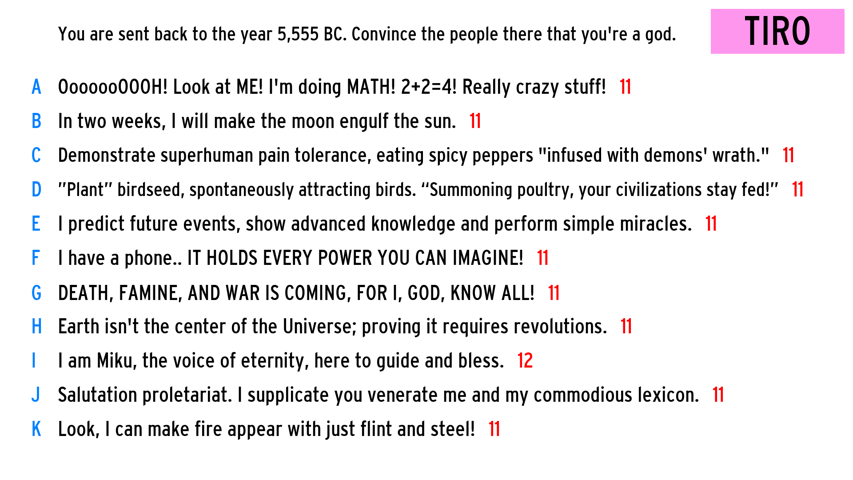 You are sent back to the year 5,555 BC. Convince the people there that you're a god.
TIRO
A OoooooOOOH! Look at ME! I'm doing MATH! 2+2=4! Really crazy stuff! 11
B In two weeks, I will make the moon engulf the sun. 11
C Demonstrate superhuman pain tolerance, eating spicy peppers "infused with demons' wrath." 11
D ”Plant” birdseed, spontaneously attracting birds. “Summoning poultry, your civilizations stay fed!” 11
E I predict future events, show advanced knowledge and perform simple miracles. 11
F I have a phone.. IT HOLDS EVERY POWER YOU CAN IMAGINE! 11
G DEATH, FAMINE, AND WAR IS COMING, FOR I, GOD, KNOW ALL! 11
H Earth isn't the center of the Universe; proving it requires revolutions. 11
I I am Miku, the voice of eternity, here to guide and bless. 12
J Salutation proletariat. I supplicate you venerate me and my commodious lexicon. 11
K Look, I can make fire appear with just flint and steel! 11